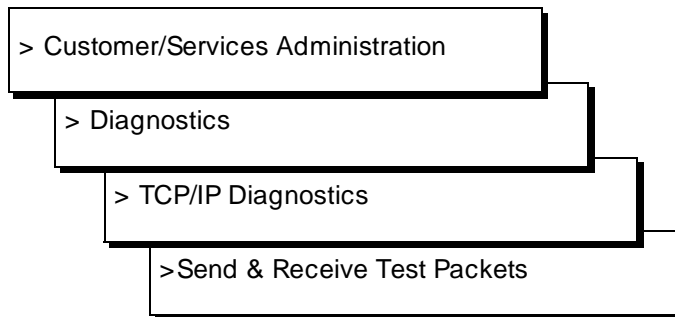 > Customer/Services Administration
> Diagnostics
> TCP/IP Diagnostics
>Send & Receive Test Packets